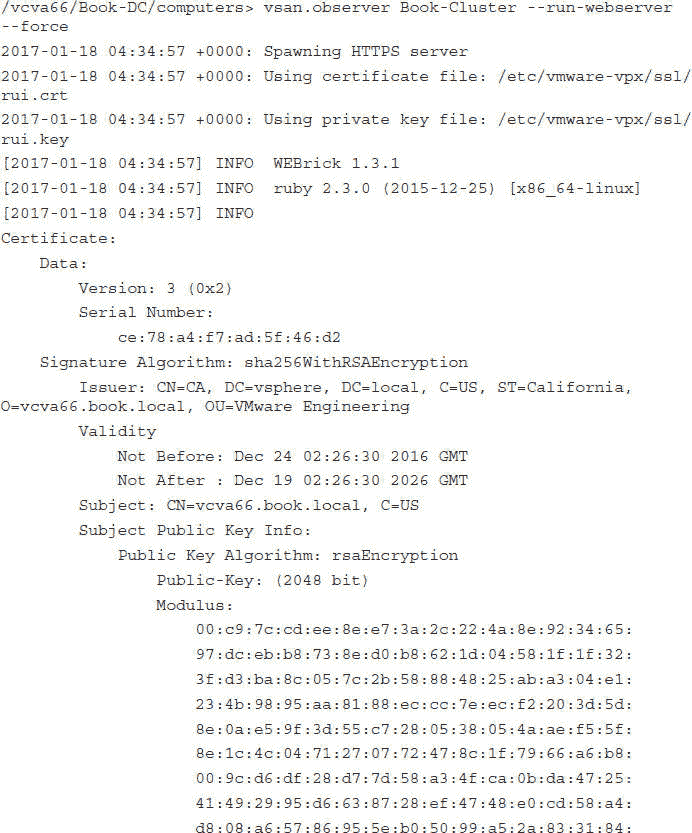 /vcva66/Book-DC/computers> vsan.observer Book-Cluster --run-webserver
--force
2017-01-18 04:34:57 +0000: Spawning HTTPS server
2017-01-18 04:34:57 +0000: Using certificate file: /etc/vmware-vpx/ssl/
rui.crt
2017-01-18 04:34:57 +0000: Using private key file: /etc/vmware-vpx/ssl/
rui.key
[2017-01-18 04:34:57] INFO  WEBrick 1.3.1
[2017-01-18 04:34:57] INFO  ruby 2.3.0 (2015-12-25) [x86_64-linux]
[2017-01-18 04:34:57] INFO
Certificate:
    Data:
        Version: 3 (0x2)
        Serial Number:
            ce:78:a4:f7:ad:5f:46:d2
    Signature Algorithm: sha256WithRSAEncryption
        Issuer: CN=CA, DC=vsphere, DC=local, C=US, ST=California,
O=vcva66.book.local, OU=VMware Engineering
        Validity
            Not Before: Dec 24 02:26:30 2016 GMT
            Not After : Dec 19 02:26:30 2026 GMT
        Subject: CN=vcva66.book.local, C=US
        Subject Public Key Info:
            Public Key Algorithm: rsaEncryption
                Public-Key: (2048 bit)
                Modulus:
                    00:c9:7c:cd:ee:8e:e7:3a:2c:22:4a:8e:92:34:65:
                    97:dc:eb:b8:73:8e:d0:b8:62:1d:04:58:1f:1f:32:
                    3f:d3:ba:8c:05:7c:2b:58:88:48:25:ab:a3:04:e1:
                    23:4b:98:95:aa:81:88:ec:cc:7e:ec:f2:20:3d:5d:
                    8e:0a:e5:9f:3d:55:c7:28:05:38:05:4a:ae:f5:5f:
                    8e:1c:4c:04:71:27:07:72:47:8c:1f:79:66:a6:b8:
                    00:9c:d6:df:28:d7:7d:58:a3:4f:ca:0b:da:47:25:
                    41:49:29:95:d6:63:87:28:ef:47:48:e0:cd:58:a4:
                    d8:08:a6:57:86:95:5e:b0:50:99:a5:2a:83:31:84: